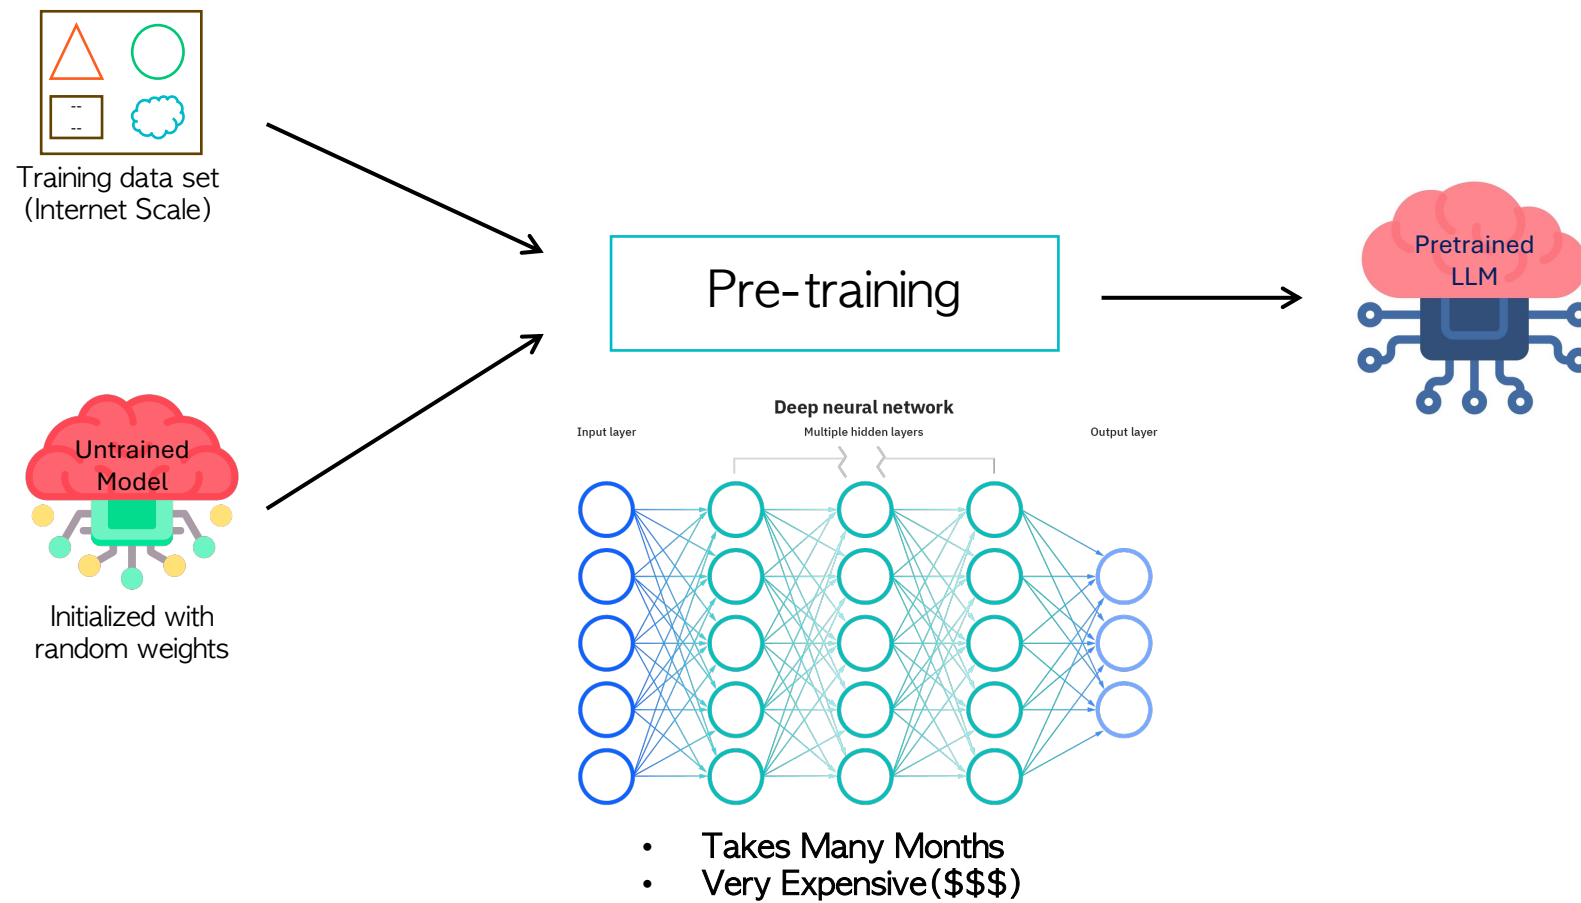 --
--
Training data set
(Internet Scale)
Untrained
Model
Initialized with
random weights
Pre-training
Pretrained
LLM
Deep neural network
Input layer
Multiple hidden layers
Output layer
• Takes Many Months
• Very Expensive($$$)